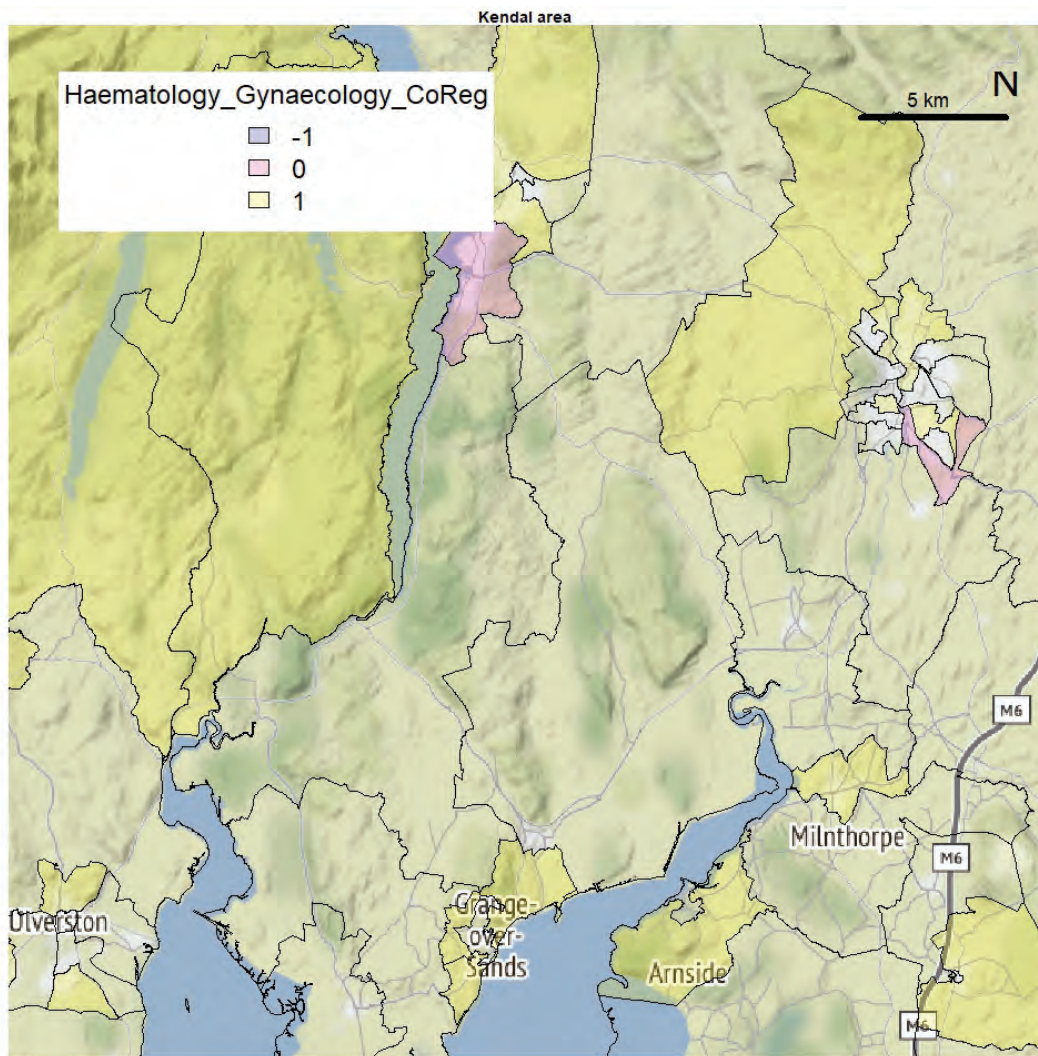 Kendal area
Haematology_Gynaecology_CoReg
-1
0
1
N
5 km
M6
M6
Milnthorpe
Ulverston
Grange-
over-
Sands
Arnside
M6